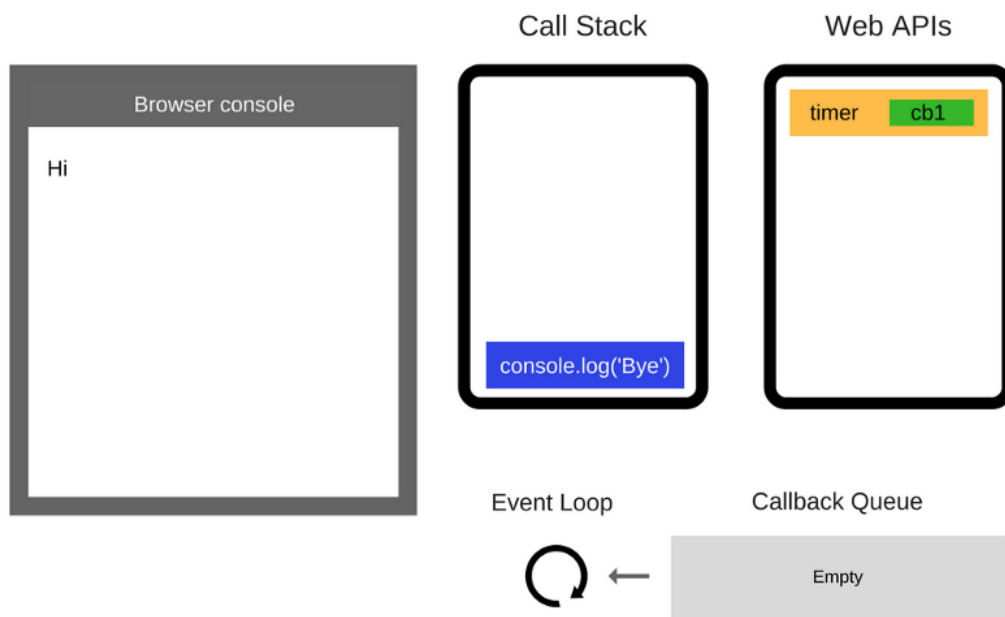 Call Stack
Web APIs
Browser console
Hi
timer
cb1
console.log('Bye')
Event Loop
Callback Queue
Empty